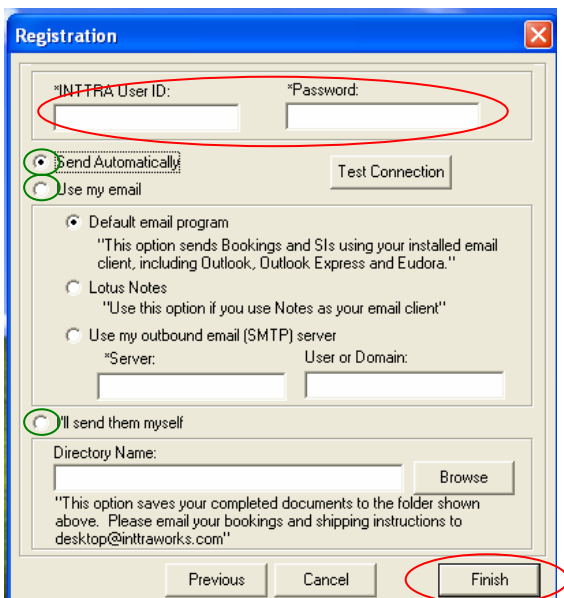 Registration
*INTTRA User ID: *Password:
Send Automatically
Test Connection
Use my email
Default email program
"This option sends Bookings and SIs using your installed email
client, including Outlook, Outlook Express and Eudora."
Lotus Notes
"Use this option if you use Notes as your email client"
Use my outbound email (SMTP) server
*Server: User or Domain:
I'll send them myself
Directory Name:
Browse
"This option saves your completed documents to the folder shown
above. Please email your bookings and shipping instructions to
desktop@inttraworks.com"
Previous Cancel Finish